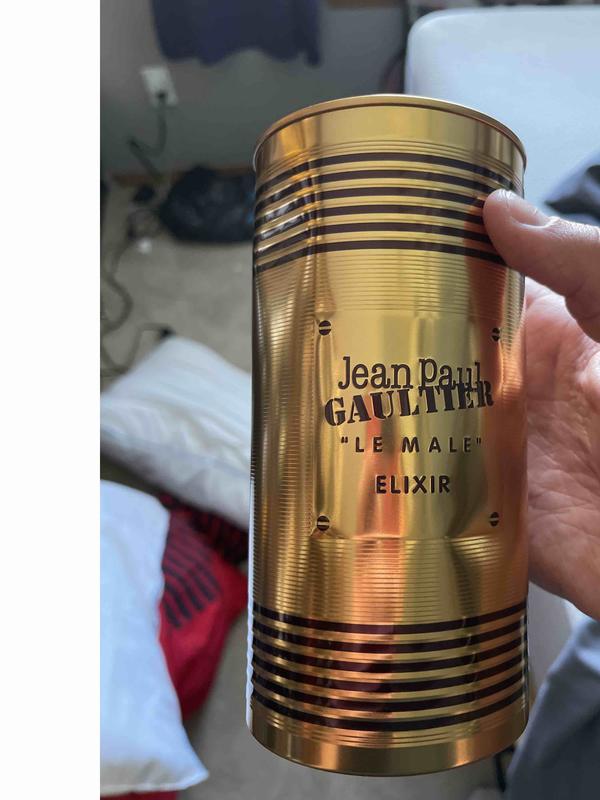 Jean Paul
GAULTIER
"LE MALE"
ELIXIR